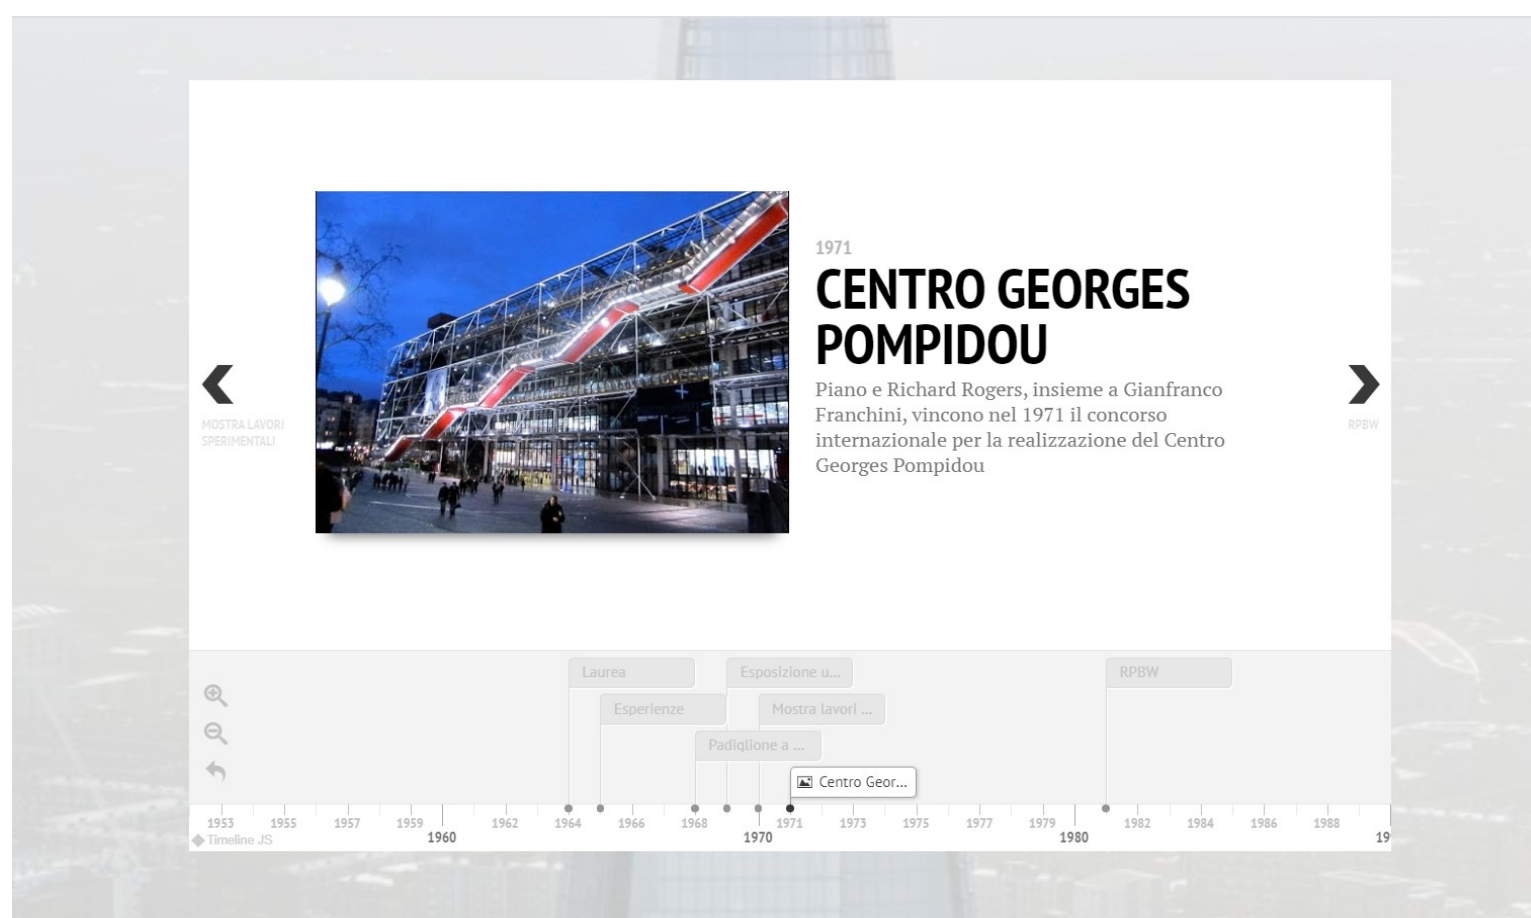 1971
CENTRO GEORGES
POMPIDOU
Piano e Richard Rogers, insieme a Gianfranco
Franchini, vincono nel 1971 il concorso
internazionale per la realizzazione del Centro
Georges Pompidou
MOSTRA LAVORI
SPERIMENTALI
RPBW
Laurea
Esposizione u...
RPBW
Esperienze
Mostra lavori ...
Padiglione a ...
Centro Geor...
1953 1955 1957 1959 1962 1964 1966 1968 1971 1973 1975 1977 1979 1982 1984 1986 1988
1960 1970 1980 19
Timeline JS